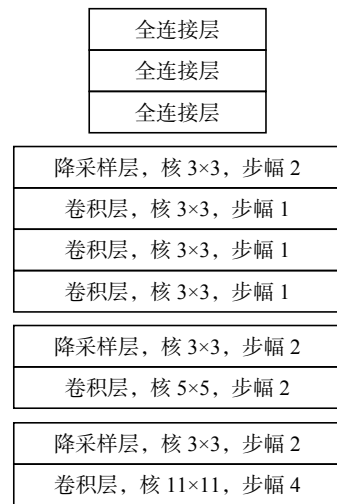 全连接层
全连接层
全连接层
降采样层，核 3×3，步幅 2
卷积层，核 3×3，步幅 1
卷积层，核 3×3，步幅 1
卷积层，核 3×3，步幅 1
降采样层，核 3×3，步幅 2
卷积层，核 5×5，步幅 2
降采样层，核 3×3，步幅 2
卷积层，核 11×11，步幅 4